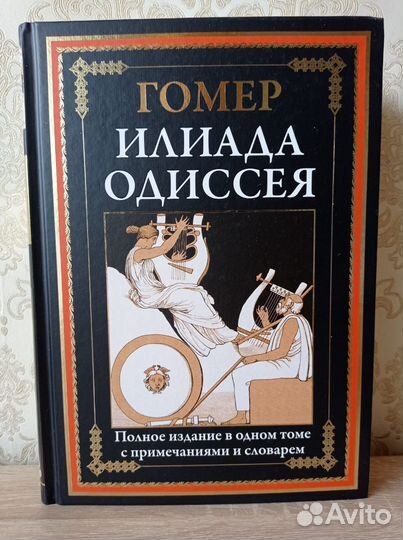 ГОМЕР
ИЛИАДА
ОДИССЕЯ
Полное издание в одном томе
с примечаниями и словарем
Avito